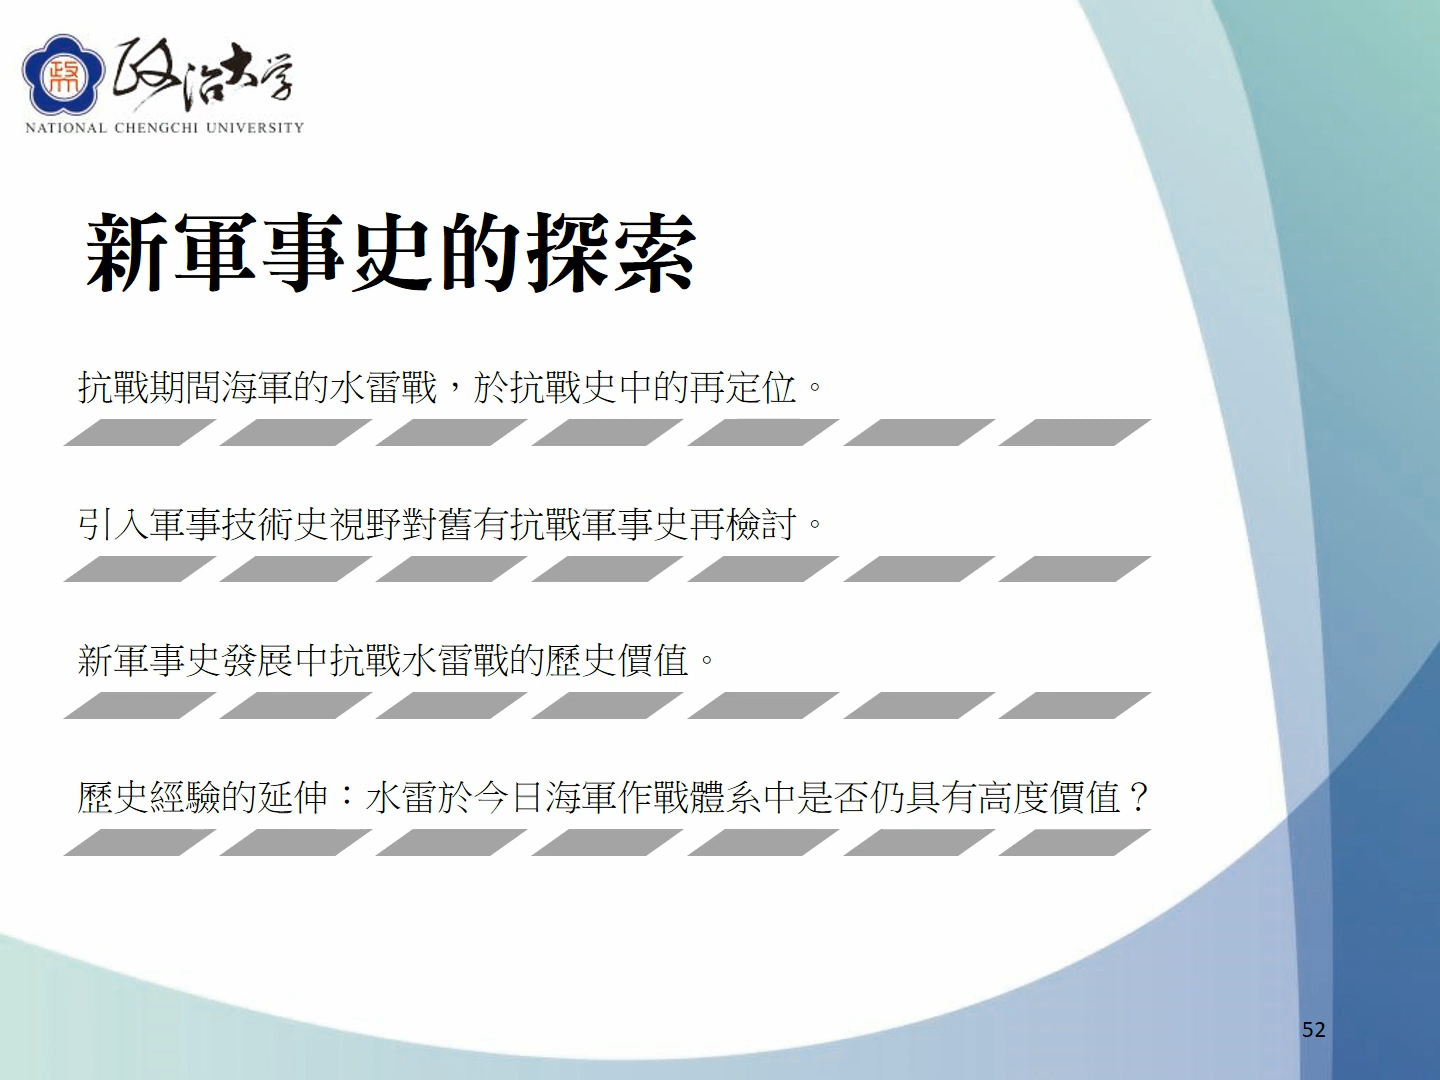 政
政治大学
NATIONAL CHENGCHI UNIVERSITY
新軍事史的探索
抗戰期間海軍的水雷戰，於抗戰史中的再定位。
引入軍事技術史視野對舊有抗戰軍事史再檢討。
新軍事史發展中抗戰水雷戰的歷史價值。
歷史經驗的延伸：水雷於今日海軍作戰體系中是否仍具有高度價值？
52